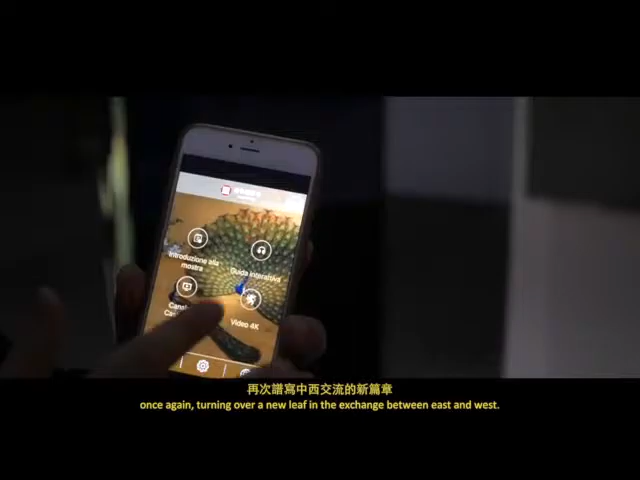 Introduzione alla
mostra
Guida interattiva
Video 4K
再次譜寫中西交流的新篇章
once again, turning over a new leaf in the exchange between east and west.